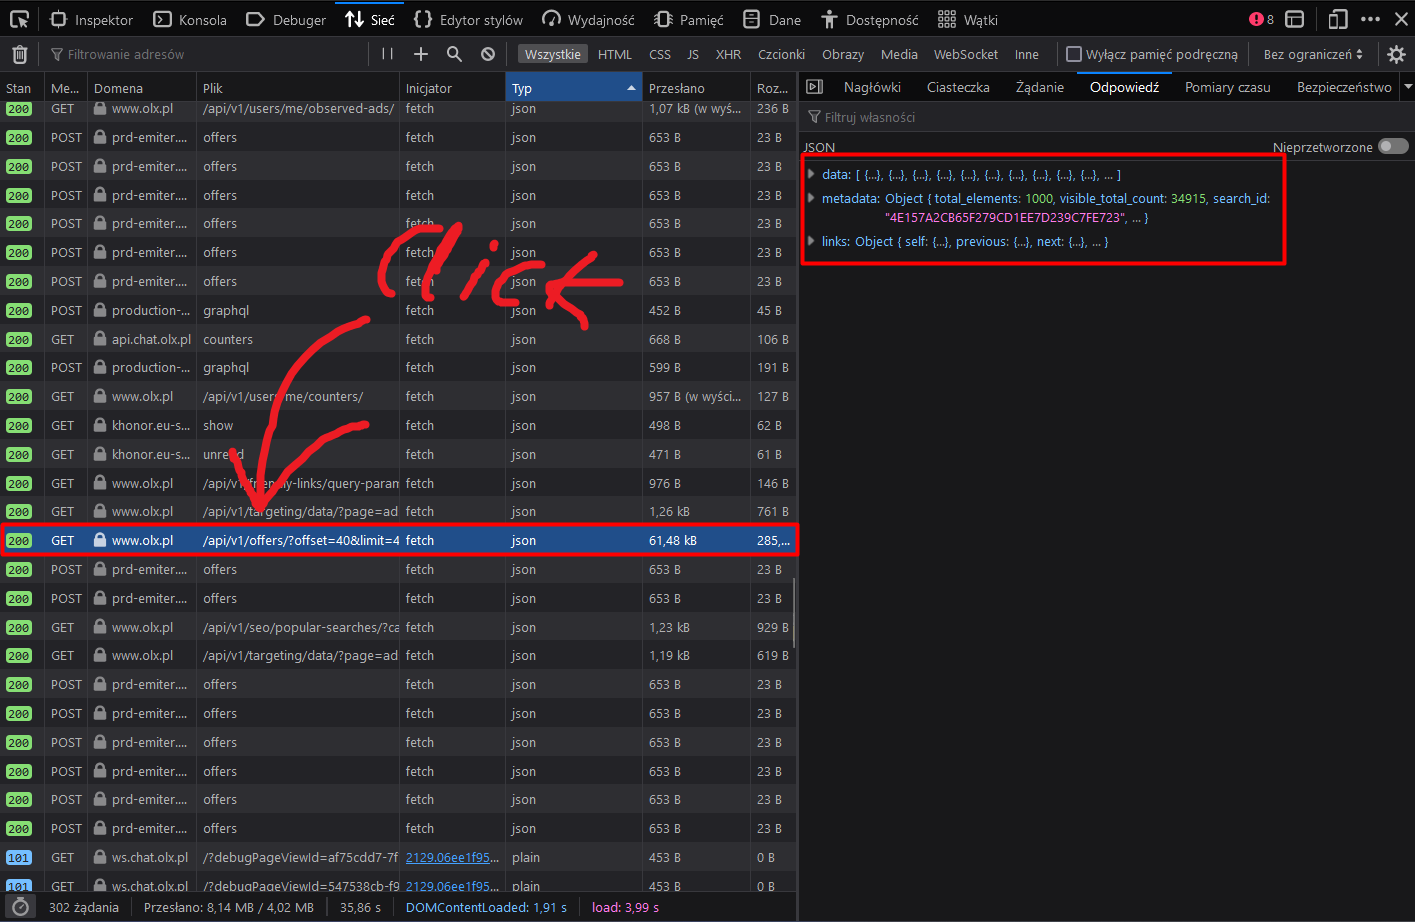 Inspektor Konsola Debuger Sieć Edytor stylów Wydajność Pamięć Dane Dostępność Wątki 8
Filtrowanie adresów Wszystkie HTML CSS JS XHR Czcionki Obrazy Media WebSocket Inne Wyłącz pamięć podręczną Bez ograniczeń
Stan Me... Domena Plik Inicjator Typ Przesłano Roz...
200 GET www.olx.pl /api/v1/users/me/observed-ads/ fetch json 1,07 kB (w wyś... 236 B
200 POST prd-emiter.... offers fetch json 653 B 23 B
200 POST prd-emiter.... offers fetch json 653 B 23 B
200 POST prd-emiter.... offers fetch json 653 B 23 B
200 POST prd-emiter.... offers fetch json 653 B 23 B
200 POST prd-emiter.... offers fetch json 653 B 23 B
200 POST prd-emiter.... offers fetch json 653 B 23 B
200 POST production-... graphql fetch json 452 B 45 B
200 GET api.chat.olx.pl counters fetch json 668 B 106 B
200 POST production-... graphql fetch json 599 B 191 B
200 GET www.olx.pl /api/v1/users/me/counters/ fetch json 957 B (w wyści... 127 B
200 GET khonor.eu-s... show fetch json 498 B 62 B
200 GET khonor.eu-s... unread fetch json 471 B 61 B
200 GET www.olx.pl /api/v1/friendly-links/query-param fetch json 976 B 146 B
200 GET www.olx.pl /api/v1/targeting/data/?page=ad fetch json 1,26 kB 761 B
200 GET www.olx.pl /api/v1/offers/?offset=40&limit=4 fetch json 61,48 kB 285,...
200 POST prd-emiter.... offers fetch json 653 B 23 B
200 POST prd-emiter.... offers fetch json 653 B 23 B
200 GET www.olx.pl /api/v1/seo/popular-searches/?ca fetch json 1,23 kB 929 B
200 GET www.olx.pl /api/v1/targeting/data/?page=ad fetch json 1,19 kB 619 B
200 POST prd-emiter.... offers fetch json 653 B 23 B
200 POST prd-emiter.... offers fetch json 653 B 23 B
200 POST prd-emiter.... offers fetch json 653 B 23 B
200 POST prd-emiter.... offers fetch json 653 B 23 B
200 POST prd-emiter.... offers fetch json 653 B 23 B
200 POST prd-emiter.... offers fetch json 653 B 23 B
101 GET ws.chat.olx.pl /?debugPageViewId=af75cdd7-7f 2129.06ee1f95... plain 453 B 0 B
101 GET ws.chat.olx.pl /?debugPageViewId=547538cb-f9 2129.06ee1f95... plain 453 B 0 B
302 żądania Przesłano: 8,14 MB / 4,02 MB 35,86 s DOMContentLoaded: 1,91 s load: 3,99 s
Click
Nagłówki Ciasteczka Żądanie Odpowiedź Pomiary czasu Bezpieczeństwo
Filtruj własności
JSON Nieprzetworzone
data: [ {...}, {...}, {...}, {...}, {...}, {...}, {...}, {...}, {...}, {...}, ... ]
metadata: Object { total_elements: 1000, visible_total_count: 34915, search_id:
"4E157A2CB65F279CD1EE7D239C7FE723", ... }
links: Object { self: {...}, previous: {...}, next: {...}, ... }